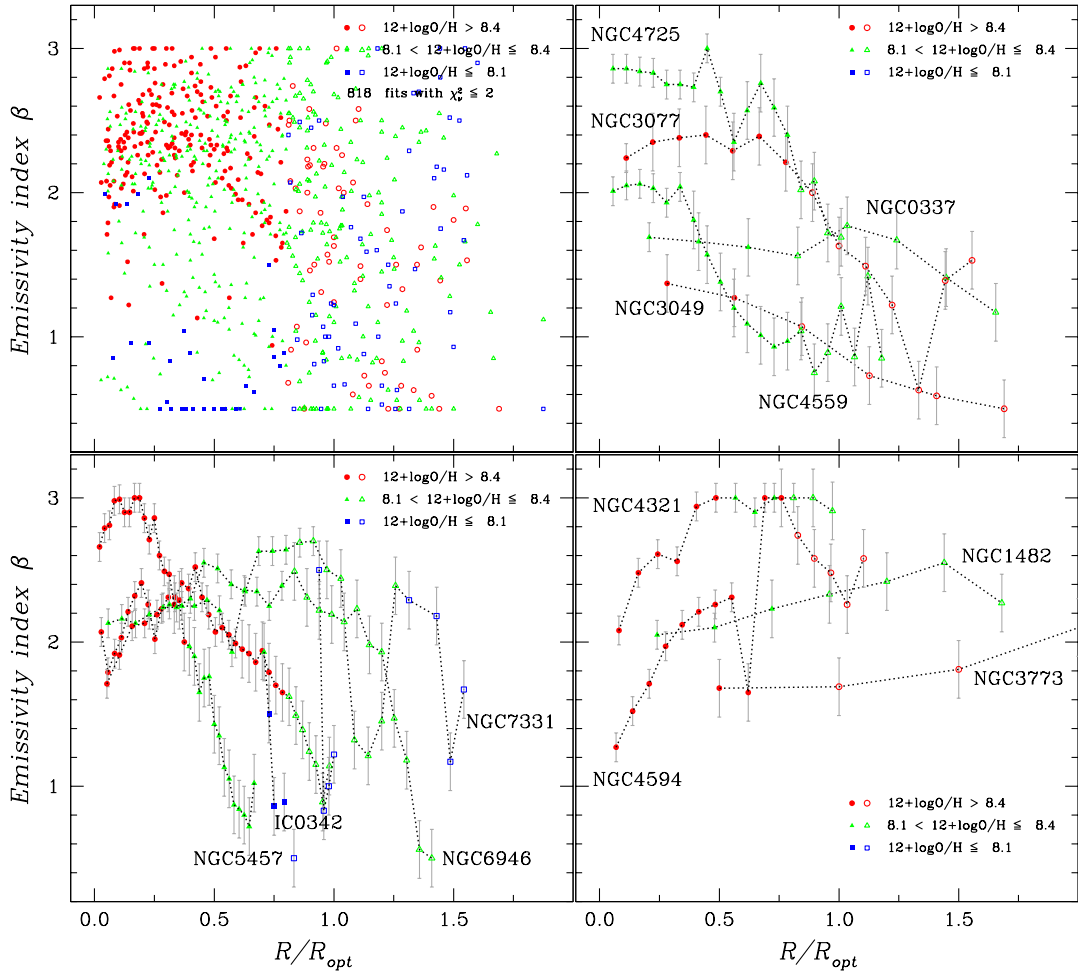 12+logO/H > 8.4
8.1 < 12+logO/H ≦ 8.4
12+logO/H ≦ 8.1
818 fits with χ²ᵥ ≦ 2
Emissivity index β
3
2
1
NGC4725
NGC3077
NGC0337
NGC3049
NGC4559
12+logO/H > 8.4
8.1 < 12+logO/H ≦ 8.4
12+logO/H ≦ 8.1
12+logO/H > 8.4
8.1 < 12+logO/H ≦ 8.4
12+logO/H ≦ 8.1
Emissivity index β
3
2
1
NGC7331
IC0342
NGC5457
NGC6946
0.0 0.5 1.0 1.5
R/Ropt
NGC4321
NGC1482
NGC3773
NGC4594
12+logO/H > 8.4
8.1 < 12+logO/H ≦ 8.4
12+logO/H ≦ 8.1
0.0 0.5 1.0 1.5
R/Ropt